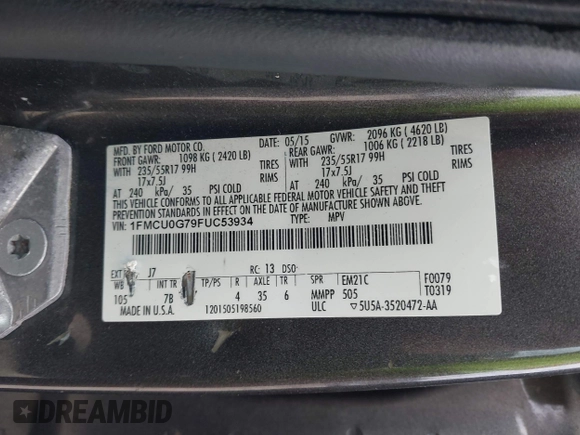 MFD. BY FORD MOTOR CO.
DATE: 05/15 GVWR: 2096 KG ( 4620 LB)
FRONT GAWR: 1098 KG ( 2420 LB) REAR GAWR: 1006 KG ( 2218 LB)
WITH 235/55R17 99H TIRES WITH 235/55R17 99H TIRES
17x7.5J RIMS 17x7.5J RIMS
AT 240 kPa/ 35 PSI COLD AT 240 kPa/ 35 PSI COLD
THIS VEHICLE CONFORMS TO ALL APPLICABLE FEDERAL MOTOR VEHICLE SAFETY AND THEFT
PREVENTION STANDARDS IN EFFECT ON THE DATE OF MANUFACTURE SHOWN ABOVE.
VIN: 1FMCU0G79FUC53934
TYPE: MPV
EXT J7 RC: 13 DSO:
WB INT TR TP/PS R AXLE TR SPR EM21C F0079
105 7B 4 35 6 MMPP 505 T0319
MADE IN U.S.A. 1201505198560 ULC 5U5A-3520472-AA
DREAMBID